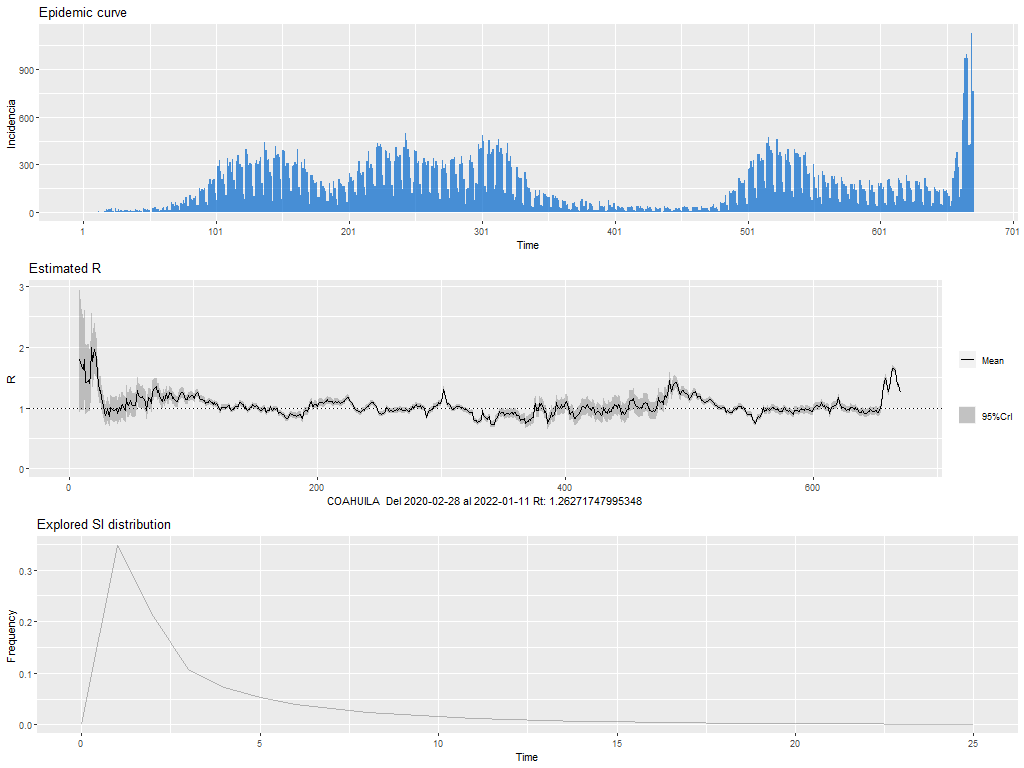 Epidemic curve
900
600
300
0
Incidencia
1
101
201
301
401
501
601
701
Time
Estimated R
3
2
1
0
R
0
200
400
600
COAHUILA Del 2020-02-28 al 2022-01-11 Rt: 1.26271747995348
Mean
95%CrI
Explored SI distribution
0.3
0.2
0.1
0.0
Frequency
0
5
10
15
20
25
Time